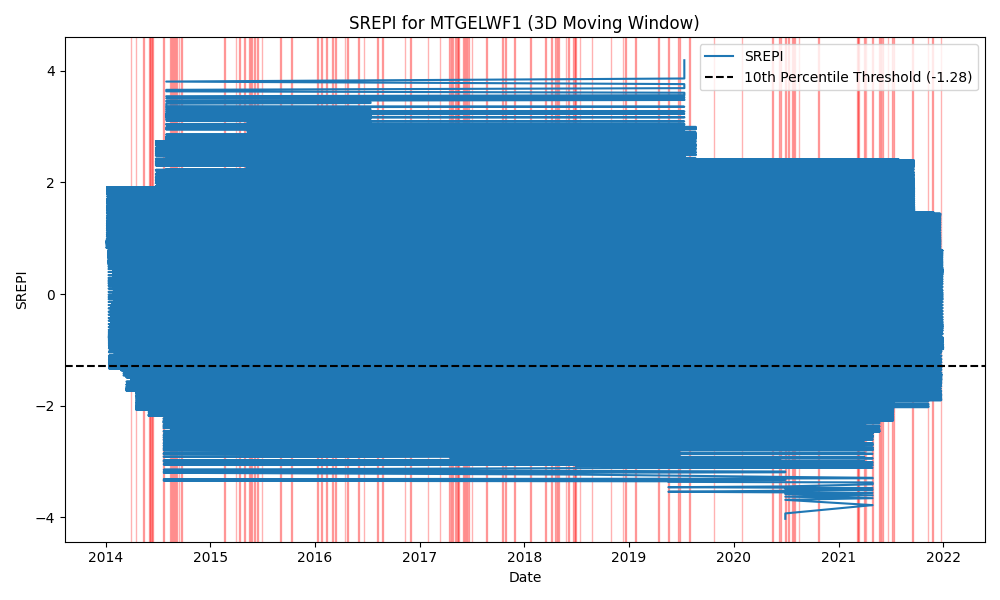 SREPI for MTGELWF1 (3D Moving Window)
SREPI
10th Percentile Threshold (-1.28)
SREPI
4
2
0
−2
−4
2014 2015 2016 2017 2018 2019 2020 2021 2022
Date